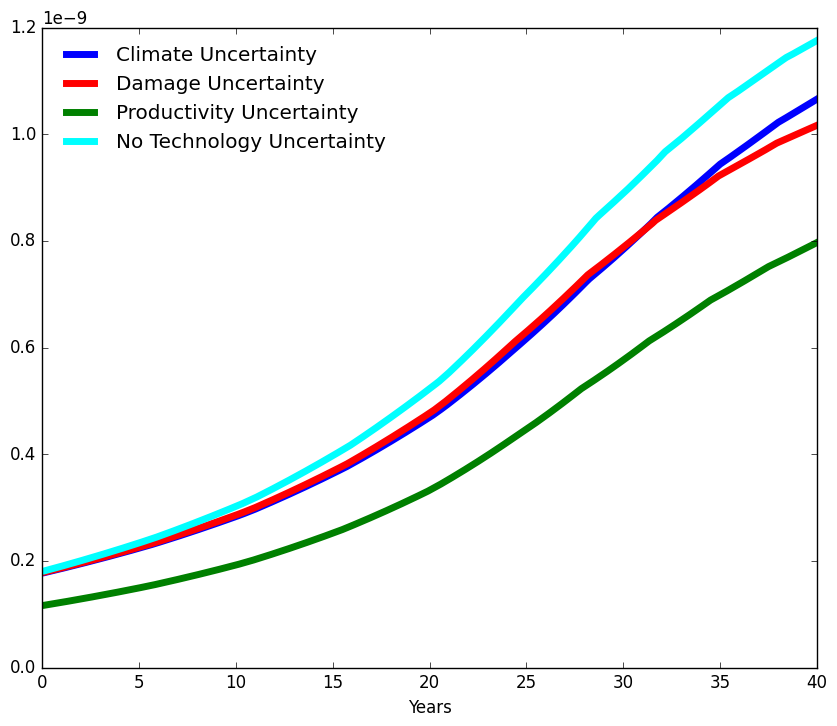 1e−9
1.2
1.0
0.8
0.6
0.4
0.2
0.0
Climate Uncertainty
Damage Uncertainty
Productivity Uncertainty
No Technology Uncertainty
0 5 10 15 20 25 30 35 40
Years